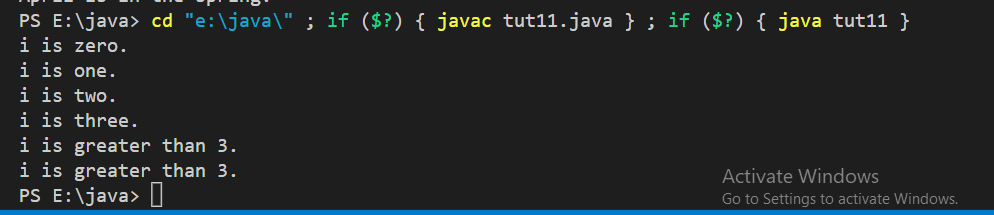 PS E:\java> cd "e:\java\" ; if ($?) { javac tut11.java } ; if ($?) { java tut11 }
i is zero.
i is one.
i is two.
i is three.
i is greater than 3.
i is greater than 3.
PS E:\java>
Activate Windows
Go to Settings to activate Windows.